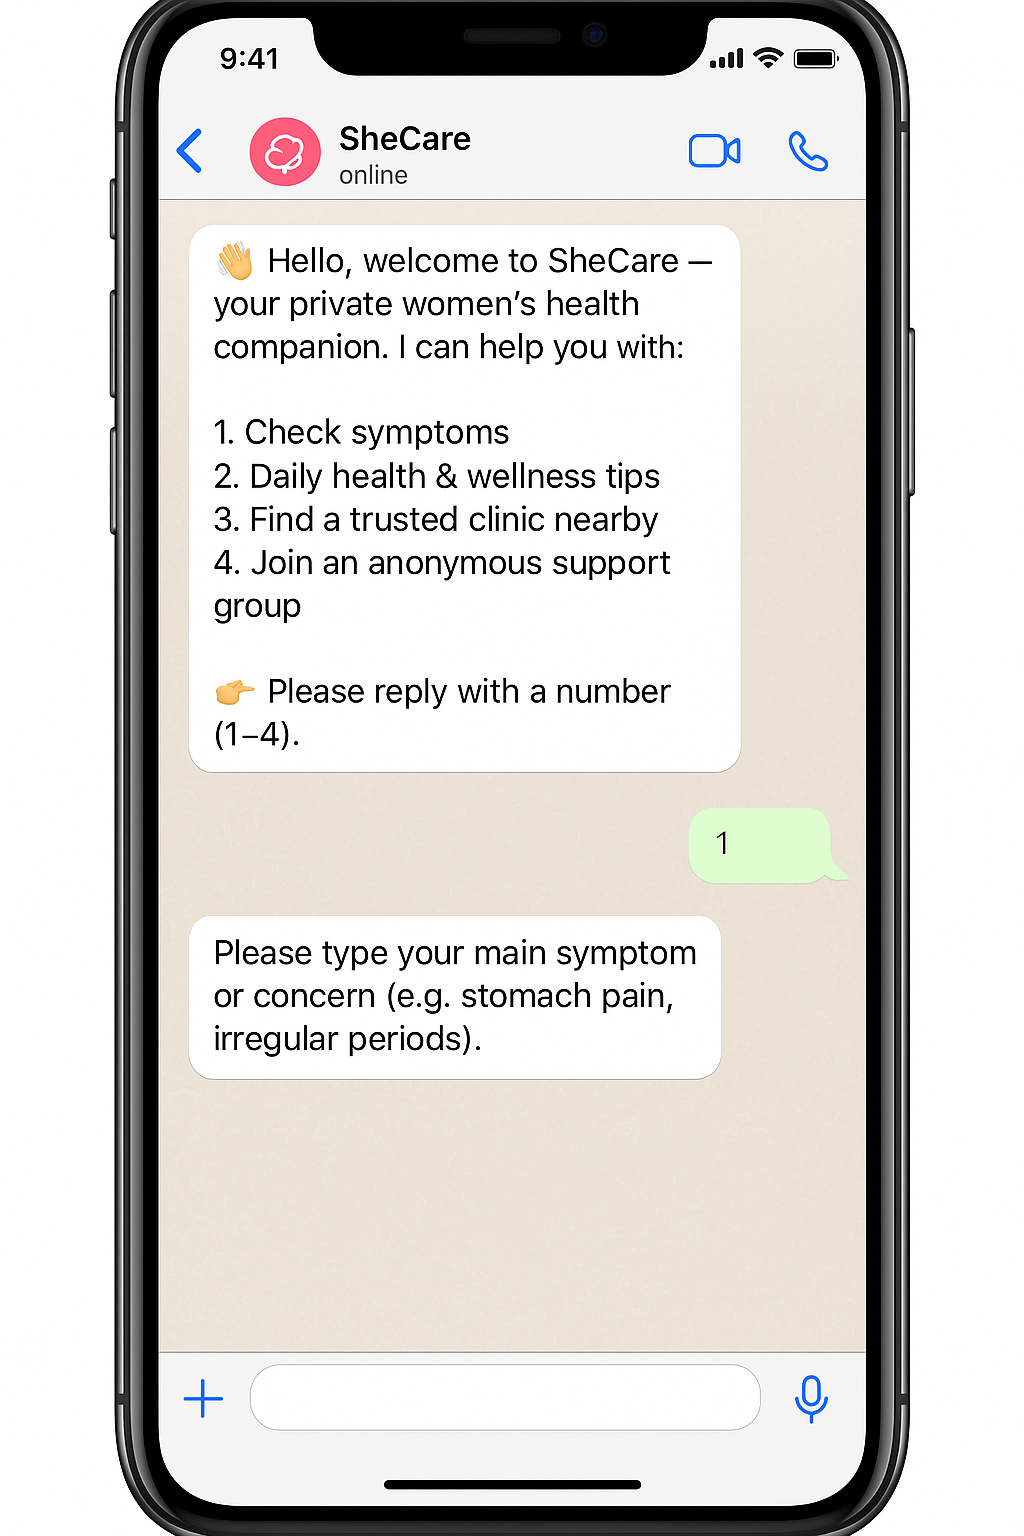 9:41
SheCare
online
👋 Hello, welcome to SheCare —
your private women’s health
companion. I can help you with:
1. Check symptoms
2. Daily health & wellness tips
3. Find a trusted clinic nearby
4. Join an anonymous support
group
👉 Please reply with a number
(1–4).
1
Please type your main symptom
or concern (e.g. stomach pain,
irregular periods).